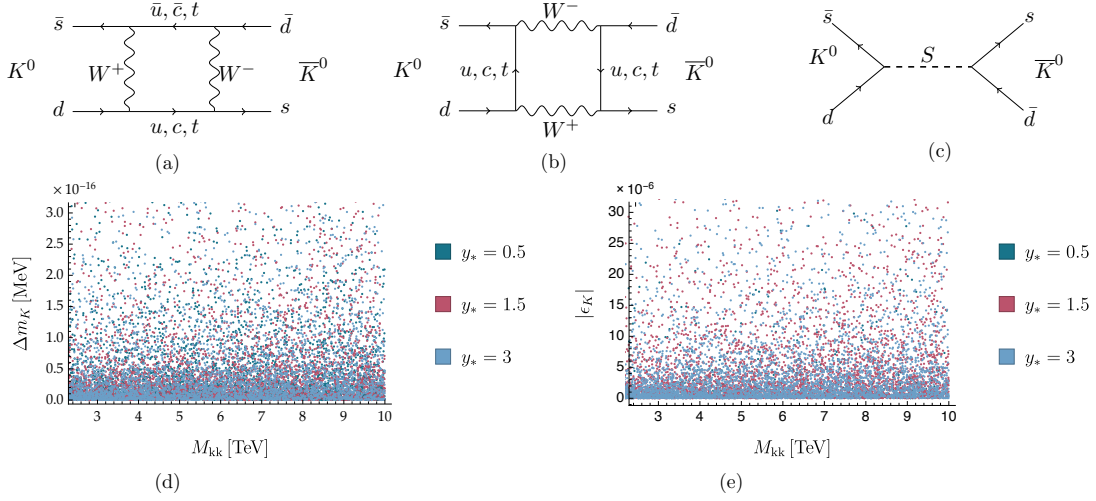 s̄ ū, c̄, t d̄
K⁰ W⁺ W⁻ K̄⁰
d u, c, t s
(a)
s̄ W⁻ d̄
K⁰ u, c, t u, c, t K̄⁰
d W⁺ s
(b)
s̄ s
K⁰ S K̄⁰
d d̄
(c)
× 10⁻¹⁶
3.0
2.5
2.0
1.5
1.0
0.5
0.0
Δm_K [MeV]
3 4 5 6 7 8 9 10
M_kk [TeV]
y_* = 0.5
y_* = 1.5
y_* = 3
(d)
× 10⁻⁶
30
25
20
15
10
5
0
|ϵ_K|
3 4 5 6 7 8 9 10
M_kk [TeV]
y_* = 0.5
y_* = 1.5
y_* = 3
(e)